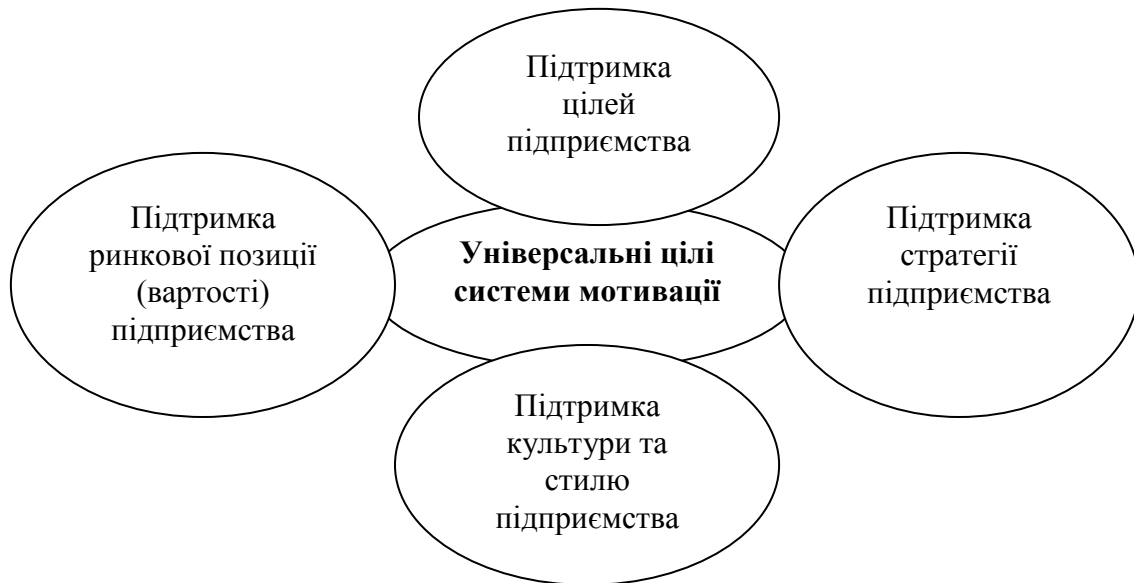 Підтримка
цілей
підприємства
Підтримка
ринкової позиції
(вартості)
підприємства
Універсальні цілі
системи мотивації
Підтримка
стратегії
підприємства
Підтримка
культури та
стилю
підприємства